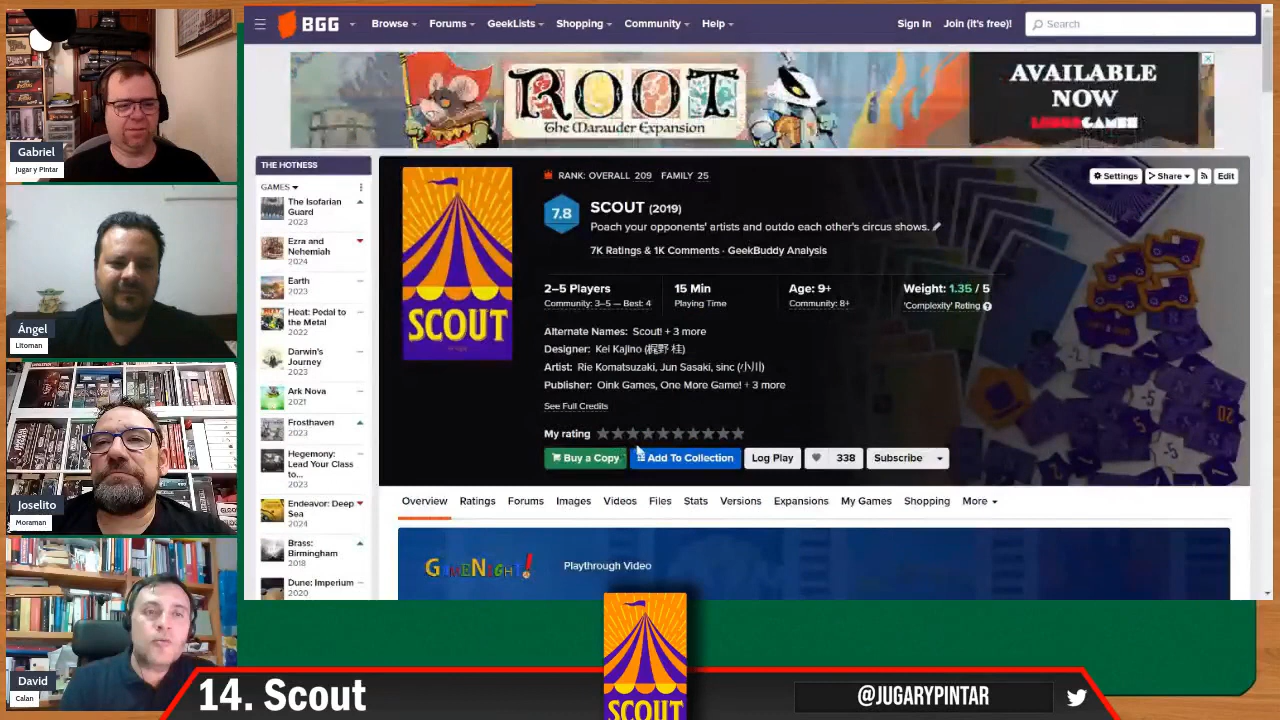 Gabriel
Jugar y Pintar
Ángel
Litoman
Joselito
Moraman
David
Calan
BGG
Browse
Forums
GeekLists
Shopping
Community
Help
Sign In
Join (it's free)!
Search
ROOT
The Marauder Expansion
AVAILABLE
NOW
THE HOTNESS
GAMES
The Isofarian
Guard
2023
Ezra and
Nehemiah
2024
Earth
2023
Heat: Pedal to
the Metal
2022
Darwin's
Journey
2023
Ark Nova
2021
Frosthaven
2023
Hegemony:
Lead Your Class
to...
2023
Endeavor: Deep
Sea
2024
Brass:
Birmingham
2018
Dune: Imperium
2020
SCOUT
RANK: OVERALL 209 FAMILY 25
Settings
Share
Edit
7.8
SCOUT (2019)
Poach your opponents' artists and outdo each other's circus shows.
7K Ratings & 1K Comments · GeekBuddy Analysis
2–5 Players
Community: 3–5 — Best: 4
15 Min
Playing Time
Age: 9+
Community: 8+
Weight: 1.35 / 5
'Complexity' Rating
Alternate Names: Scout! + 3 more
Designer: Kei Kajino (梶野 桂)
Artist: Rie Komatsuzaki, Jun Sasaki, sinc (小川)
Publisher: Oink Games, One More Game! + 3 more
See Full Credits
My rating
Buy a Copy
Add To Collection
Log Play
338
Subscribe
Overview
Ratings
Forums
Images
Videos
Files
Stats
Versions
Expansions
My Games
Shopping
More
GameNight!
Playthrough Video
14. Scout
SCOUT
@JUGARYPINTAR